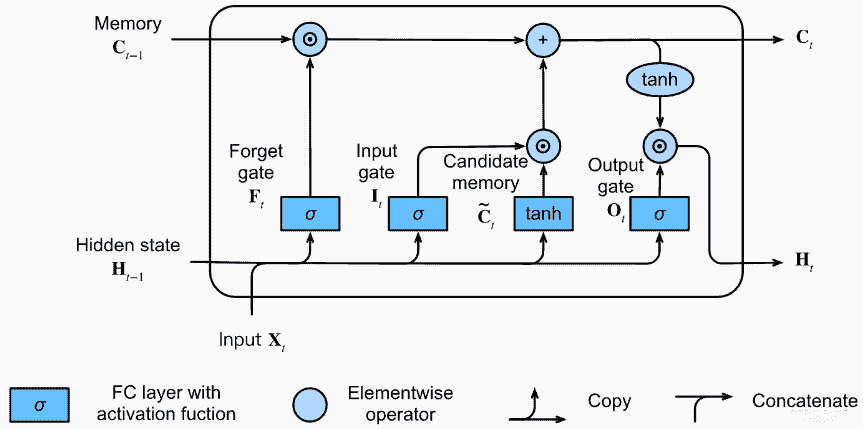 Memory
C_{t-1}
C_t
tanh
Forget
gate
F_t
Input
gate
I_t
Candidate
memory
C̃_t
Output
gate
O_t
σ
σ
tanh
σ
Hidden state
H_{t-1}
H_t
Input X_t
σ
FC layer with
activation fuction
Elementwise
operator
Copy
Concatenate